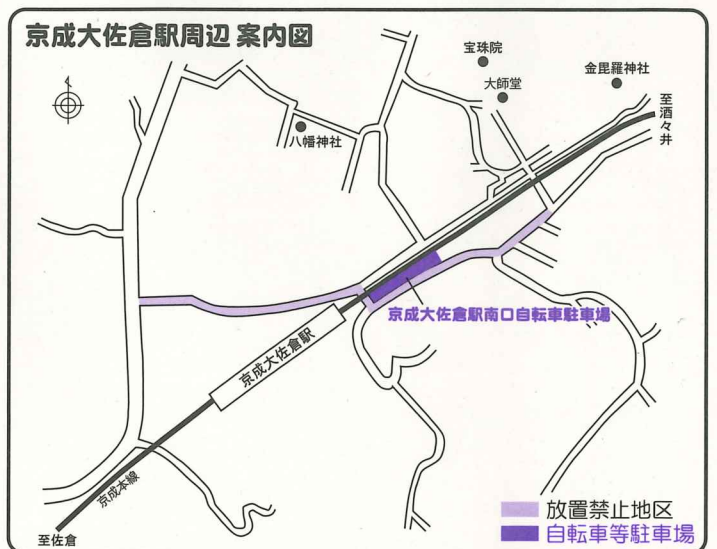 京成大佐倉駅周辺 案内図
宝珠院
大師堂
金毘羅神社
至酒々井
八幡神社
京成大佐倉駅南口自転車駐車場
京成大佐倉駅
京成本線
至佐倉
放置禁止地区
自転車等駐車場